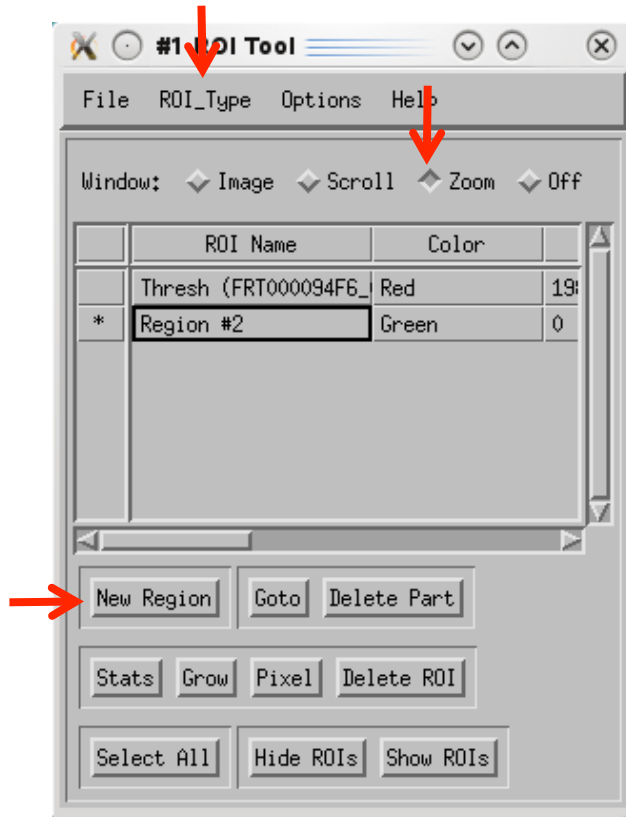 #1 ROI Tool
File ROI_Type Options Help
Window: Image Scroll Zoom Off
ROI Name Color
Thresh (FRT000094F6_ Red 19
* Region #2 Green 0
New Region Goto Delete Part
Stats Grow Pixel Delete ROI
Select All Hide ROIs Show ROIs